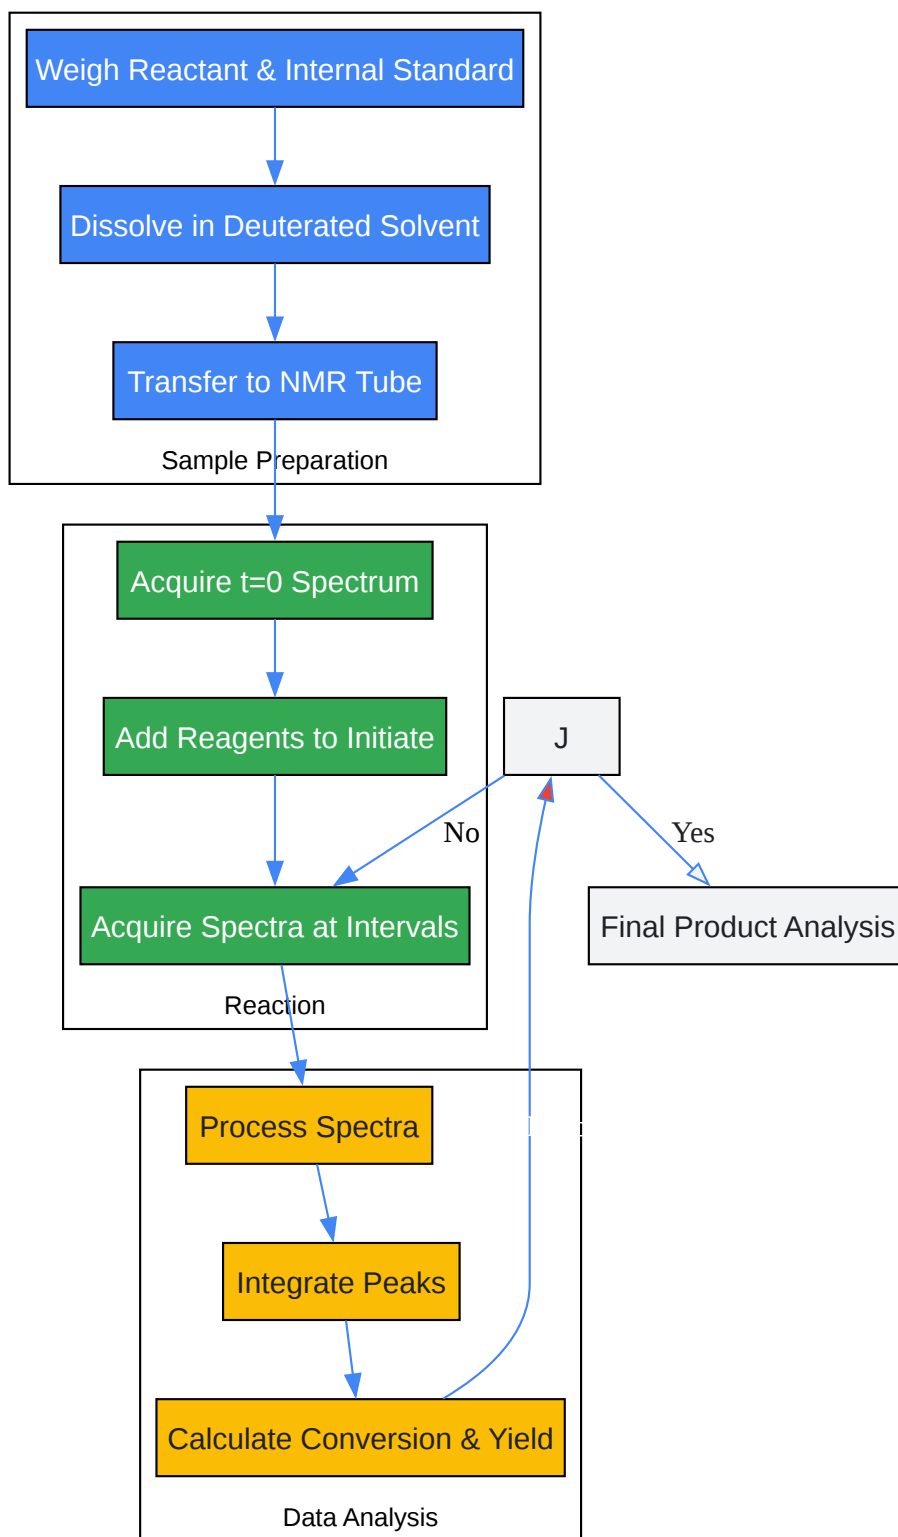 Weigh Reactant & Internal Standard
Dissolve in Deuterated Solvent
Transfer to NMR Tube
Sample Preparation
Acquire t=0 Spectrum
Add Reagents to Initiate
J
No
Yes
Acquire Spectra at Intervals
Final Product Analysis
Reaction
Process Spectra
Integrate Peaks
Calculate Conversion & Yield
Data Analysis